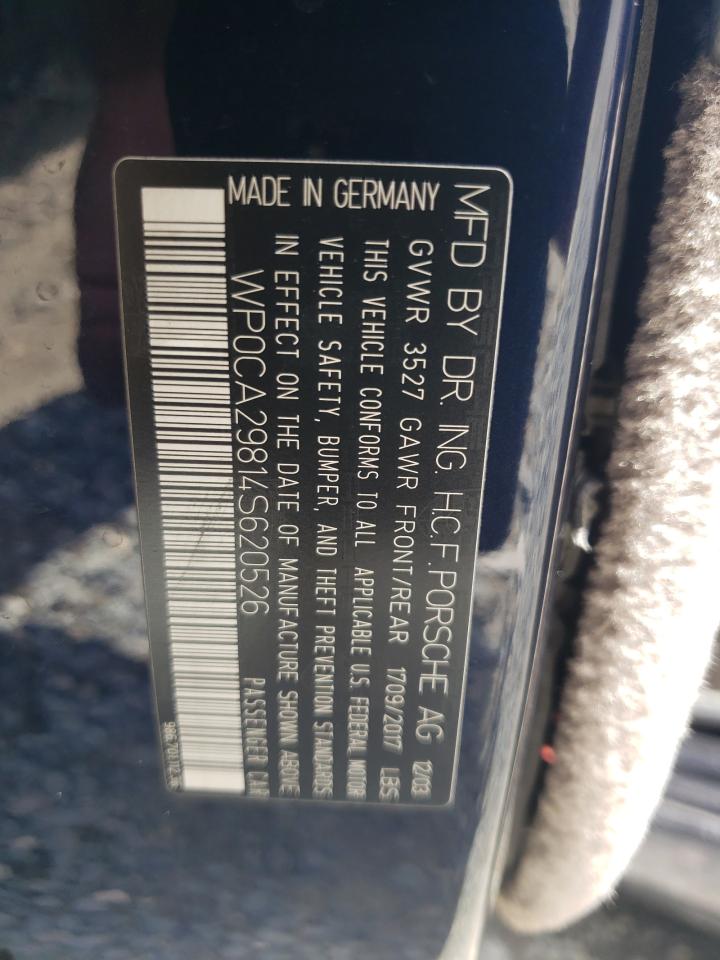 MFD BY DR. ING. H.C.F. PORSCHE AG 12/03
GVWR 3527 GAWR FRONT/REAR 1709/2017 LBS
THIS VEHICLE CONFORMS TO ALL APPLICABLE U.S. FEDERAL MOTOR
VEHICLE SAFETY, BUMPER, AND THEFT PREVENTION STANDARDS
IN EFFECT ON THE DATE OF MANUFACTURE SHOWN ABOVE
MADE IN GERMANY WP0CA29814S620526 PASSENGER CAR